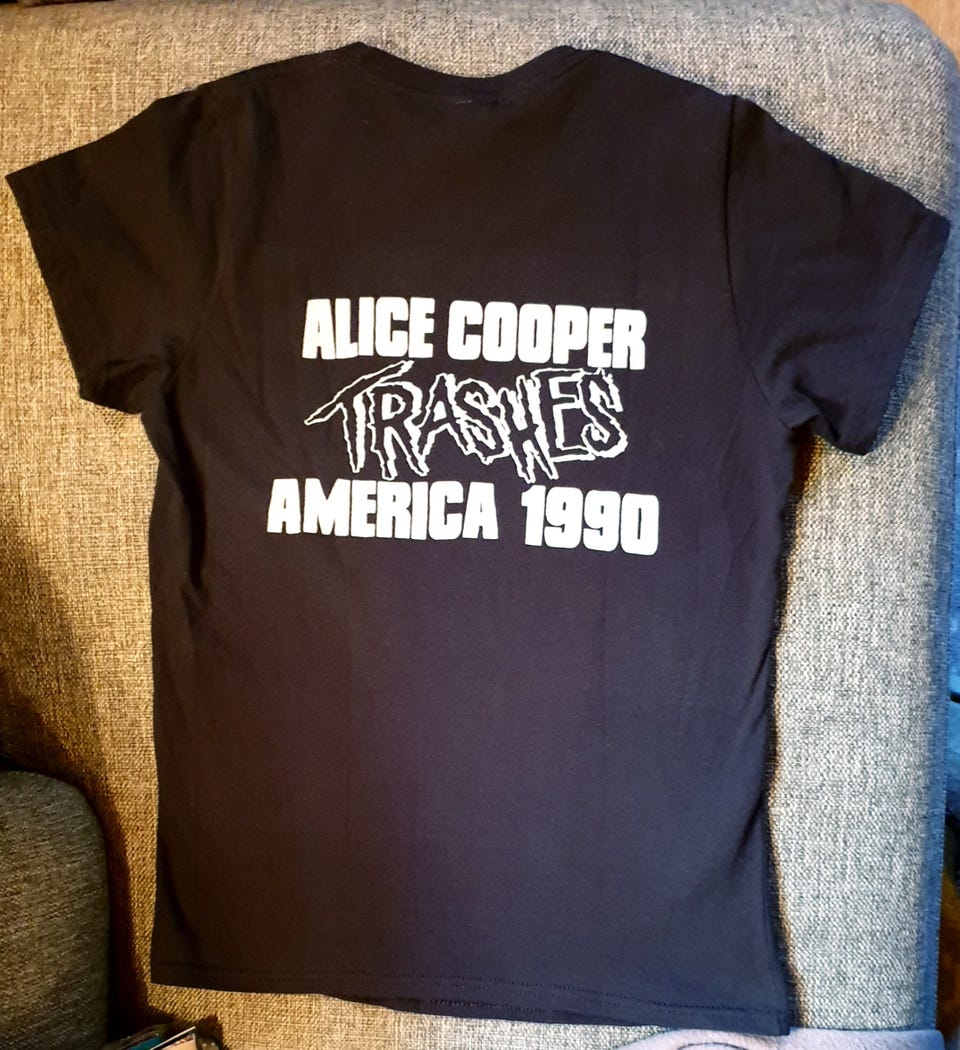 ALICE COOPER
TRASHES
AMERICA 1990